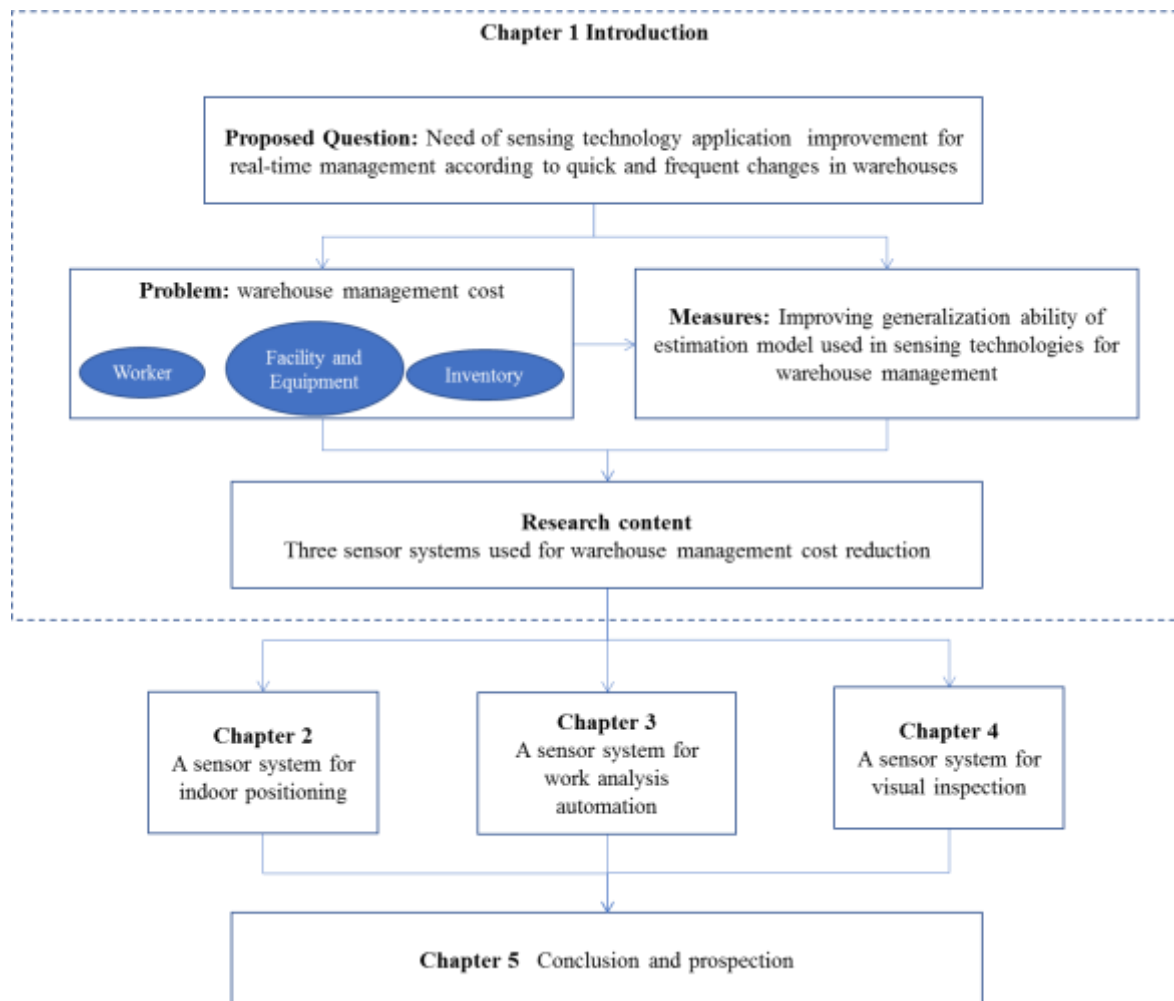 Chapter 1 Introduction
Proposed Question: Need of sensing technology application improvement for
real-time management according to quick and frequent changes in warehouses
Problem: warehouse management cost
Worker
Facility and
Equipment
Inventory
Measures: Improving generalization ability of
estimation model used in sensing technologies for
warehouse management
Research content
Three sensor systems used for warehouse management cost reduction
Chapter 2
A sensor system for
indoor positioning
Chapter 3
A sensor system for
work analysis
automation
Chapter 4
A sensor system for
visual inspection
Chapter 5 Conclusion and prospection